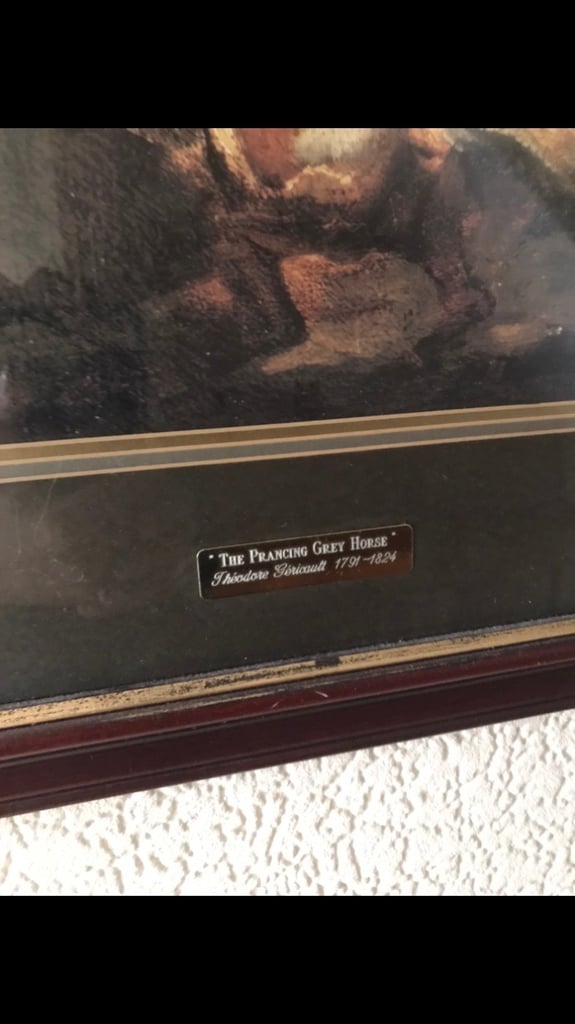 "THE PRANCING GREY HORSE"
Théodore Géricault 1791-1824